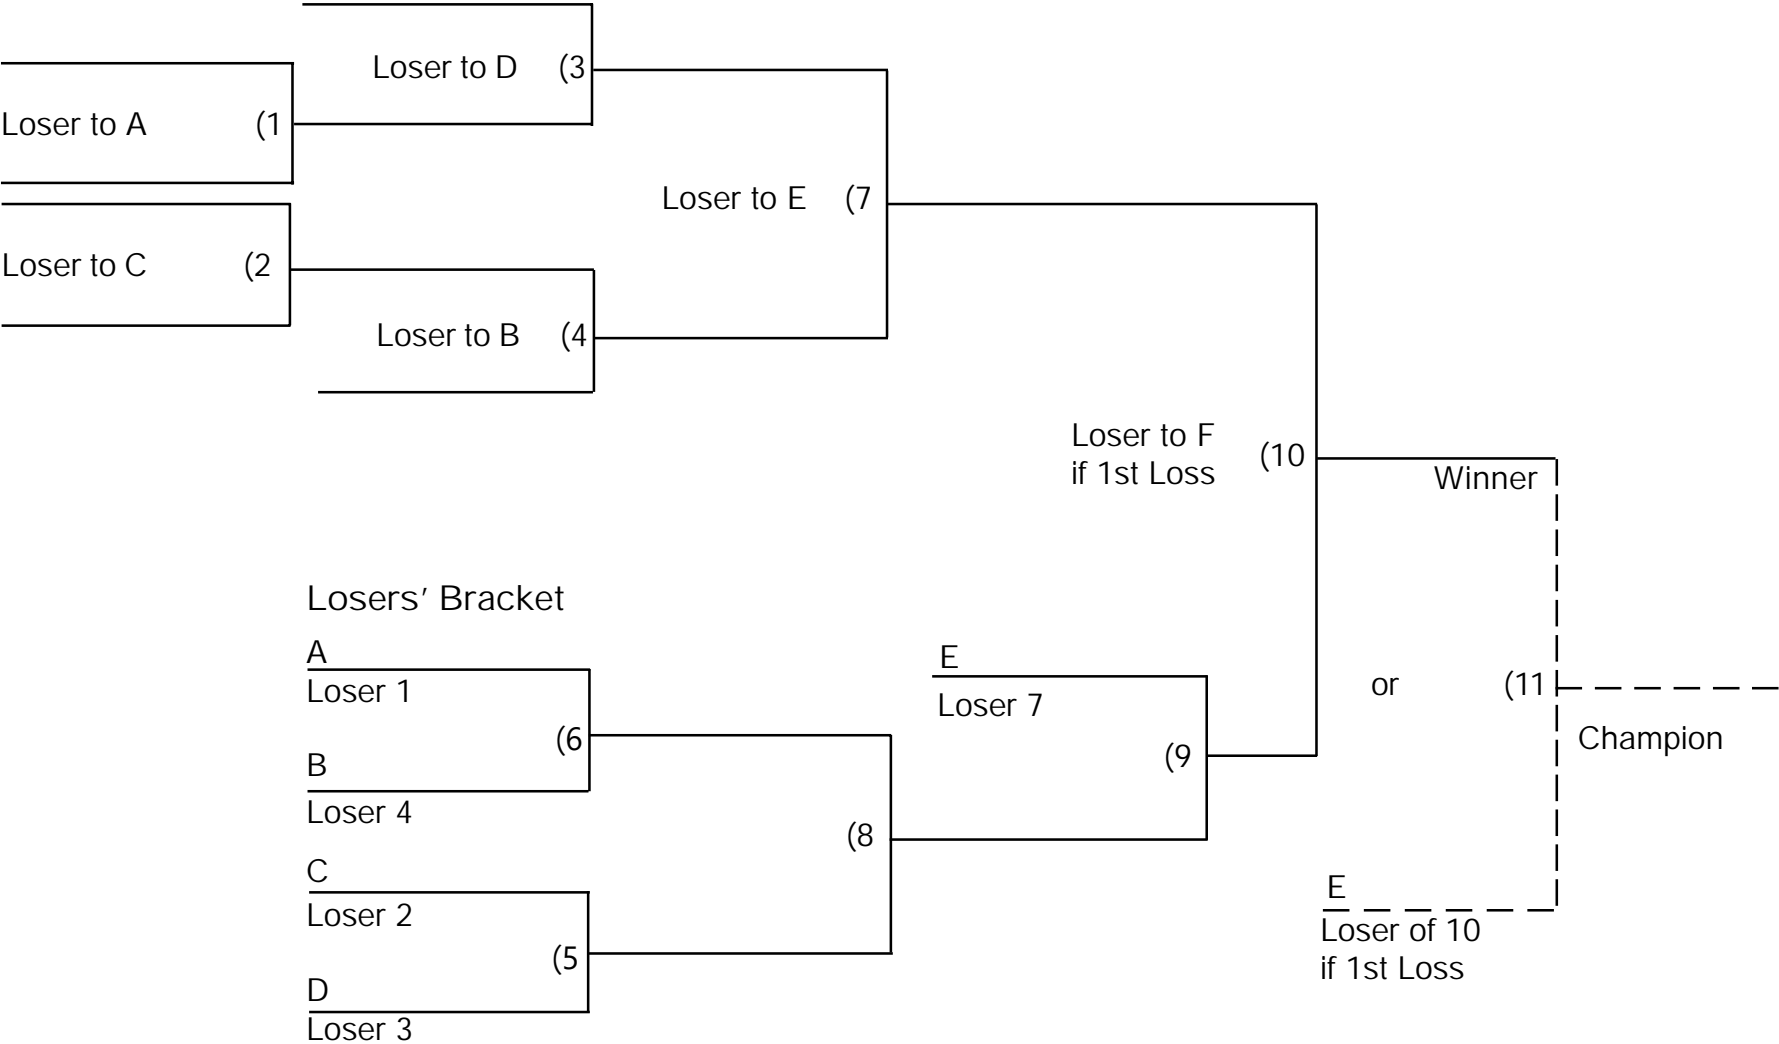 Loser to D (3
Loser to A (1
Loser to E (7
Loser to C (2
Loser to B (4
Loser to F
if 1st Loss
(10
Winner
Losers’ Bracket
A
Loser 1
(6
B
Loser 4
E
Loser 7
(9
or
(11
Champion
(8
C
Loser 2
(5
D
Loser 3
E
Loser of 10
if 1st Loss